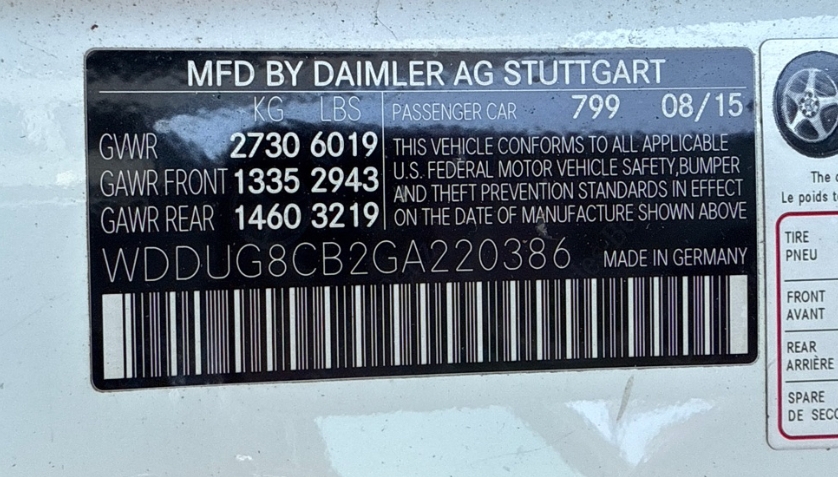 MFD BY DAIMLER AG STUTTGART
KG LBS PASSENGER CAR 799 08/15
GVWR 2730 6019 THIS VEHICLE CONFORMS TO ALL APPLICABLE
U.S. FEDERAL MOTOR VEHICLE SAFETY,BUMPER
GAWR FRONT 1335 2943 AND THEFT PREVENTION STANDARDS IN EFFECT
GAWR REAR 1460 3219 ON THE DATE OF MANUFACTURE SHOWN ABOVE
WDDUG8CB2GA220386 MADE IN GERMANY
The
Le poids
TIRE
PNEU
FRONT
AVANT
REAR
ARRIÈRE
SPARE
DE